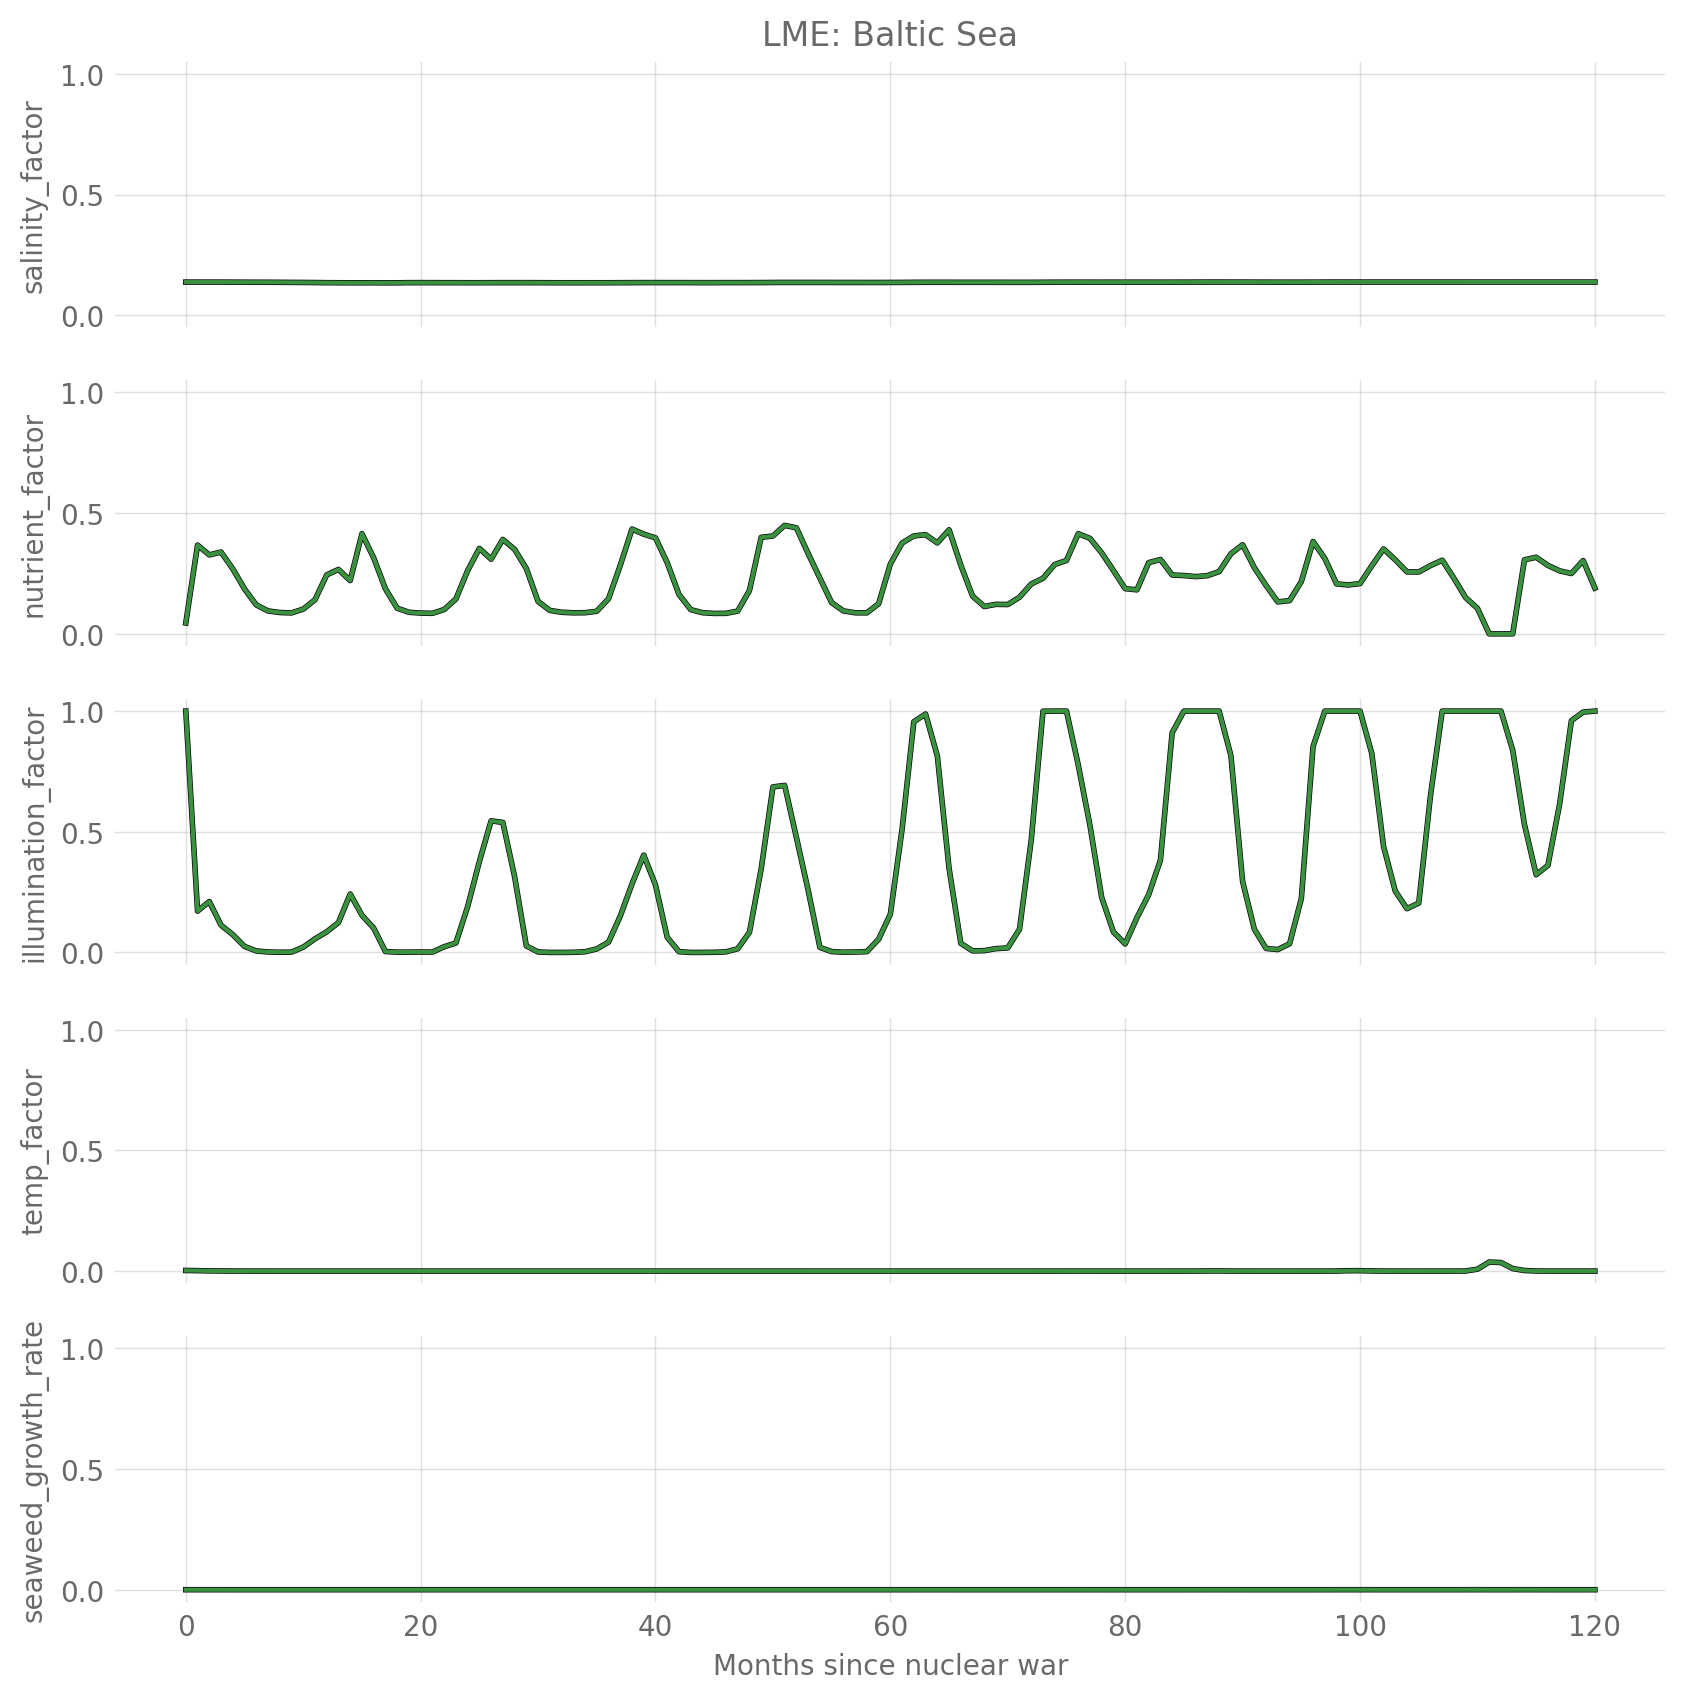 LME: Baltic Sea
1.0
0.5
0.0
salinity_factor
1.0
0.5
0.0
nutrient_factor
1.0
0.5
0.0
illumination_factor
1.0
0.5
0.0
temp_factor
1.0
0.5
0.0
seaweed_growth_rate
0 20 40 60 80 100 120
Months since nuclear war